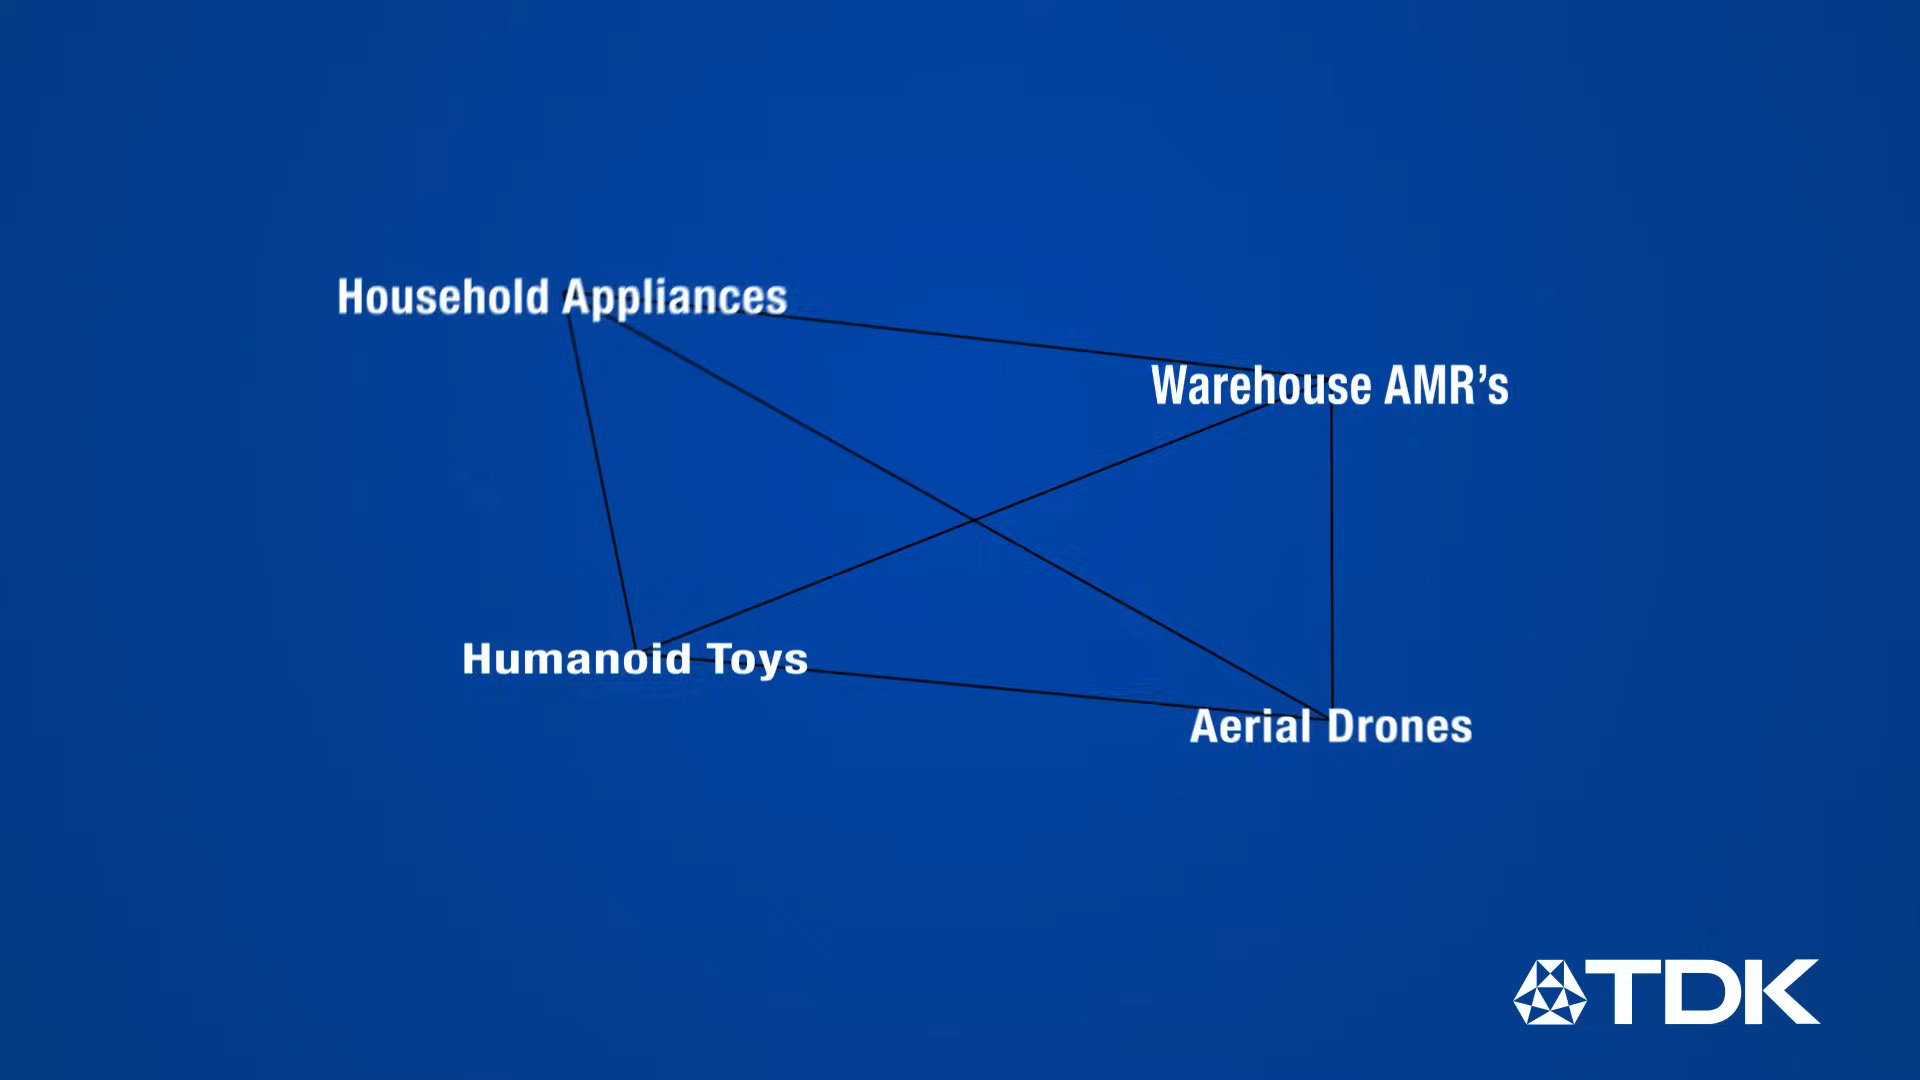 Household Appliances
Warehouse AMR’s
Humanoid Toys
Aerial Drones
TDK